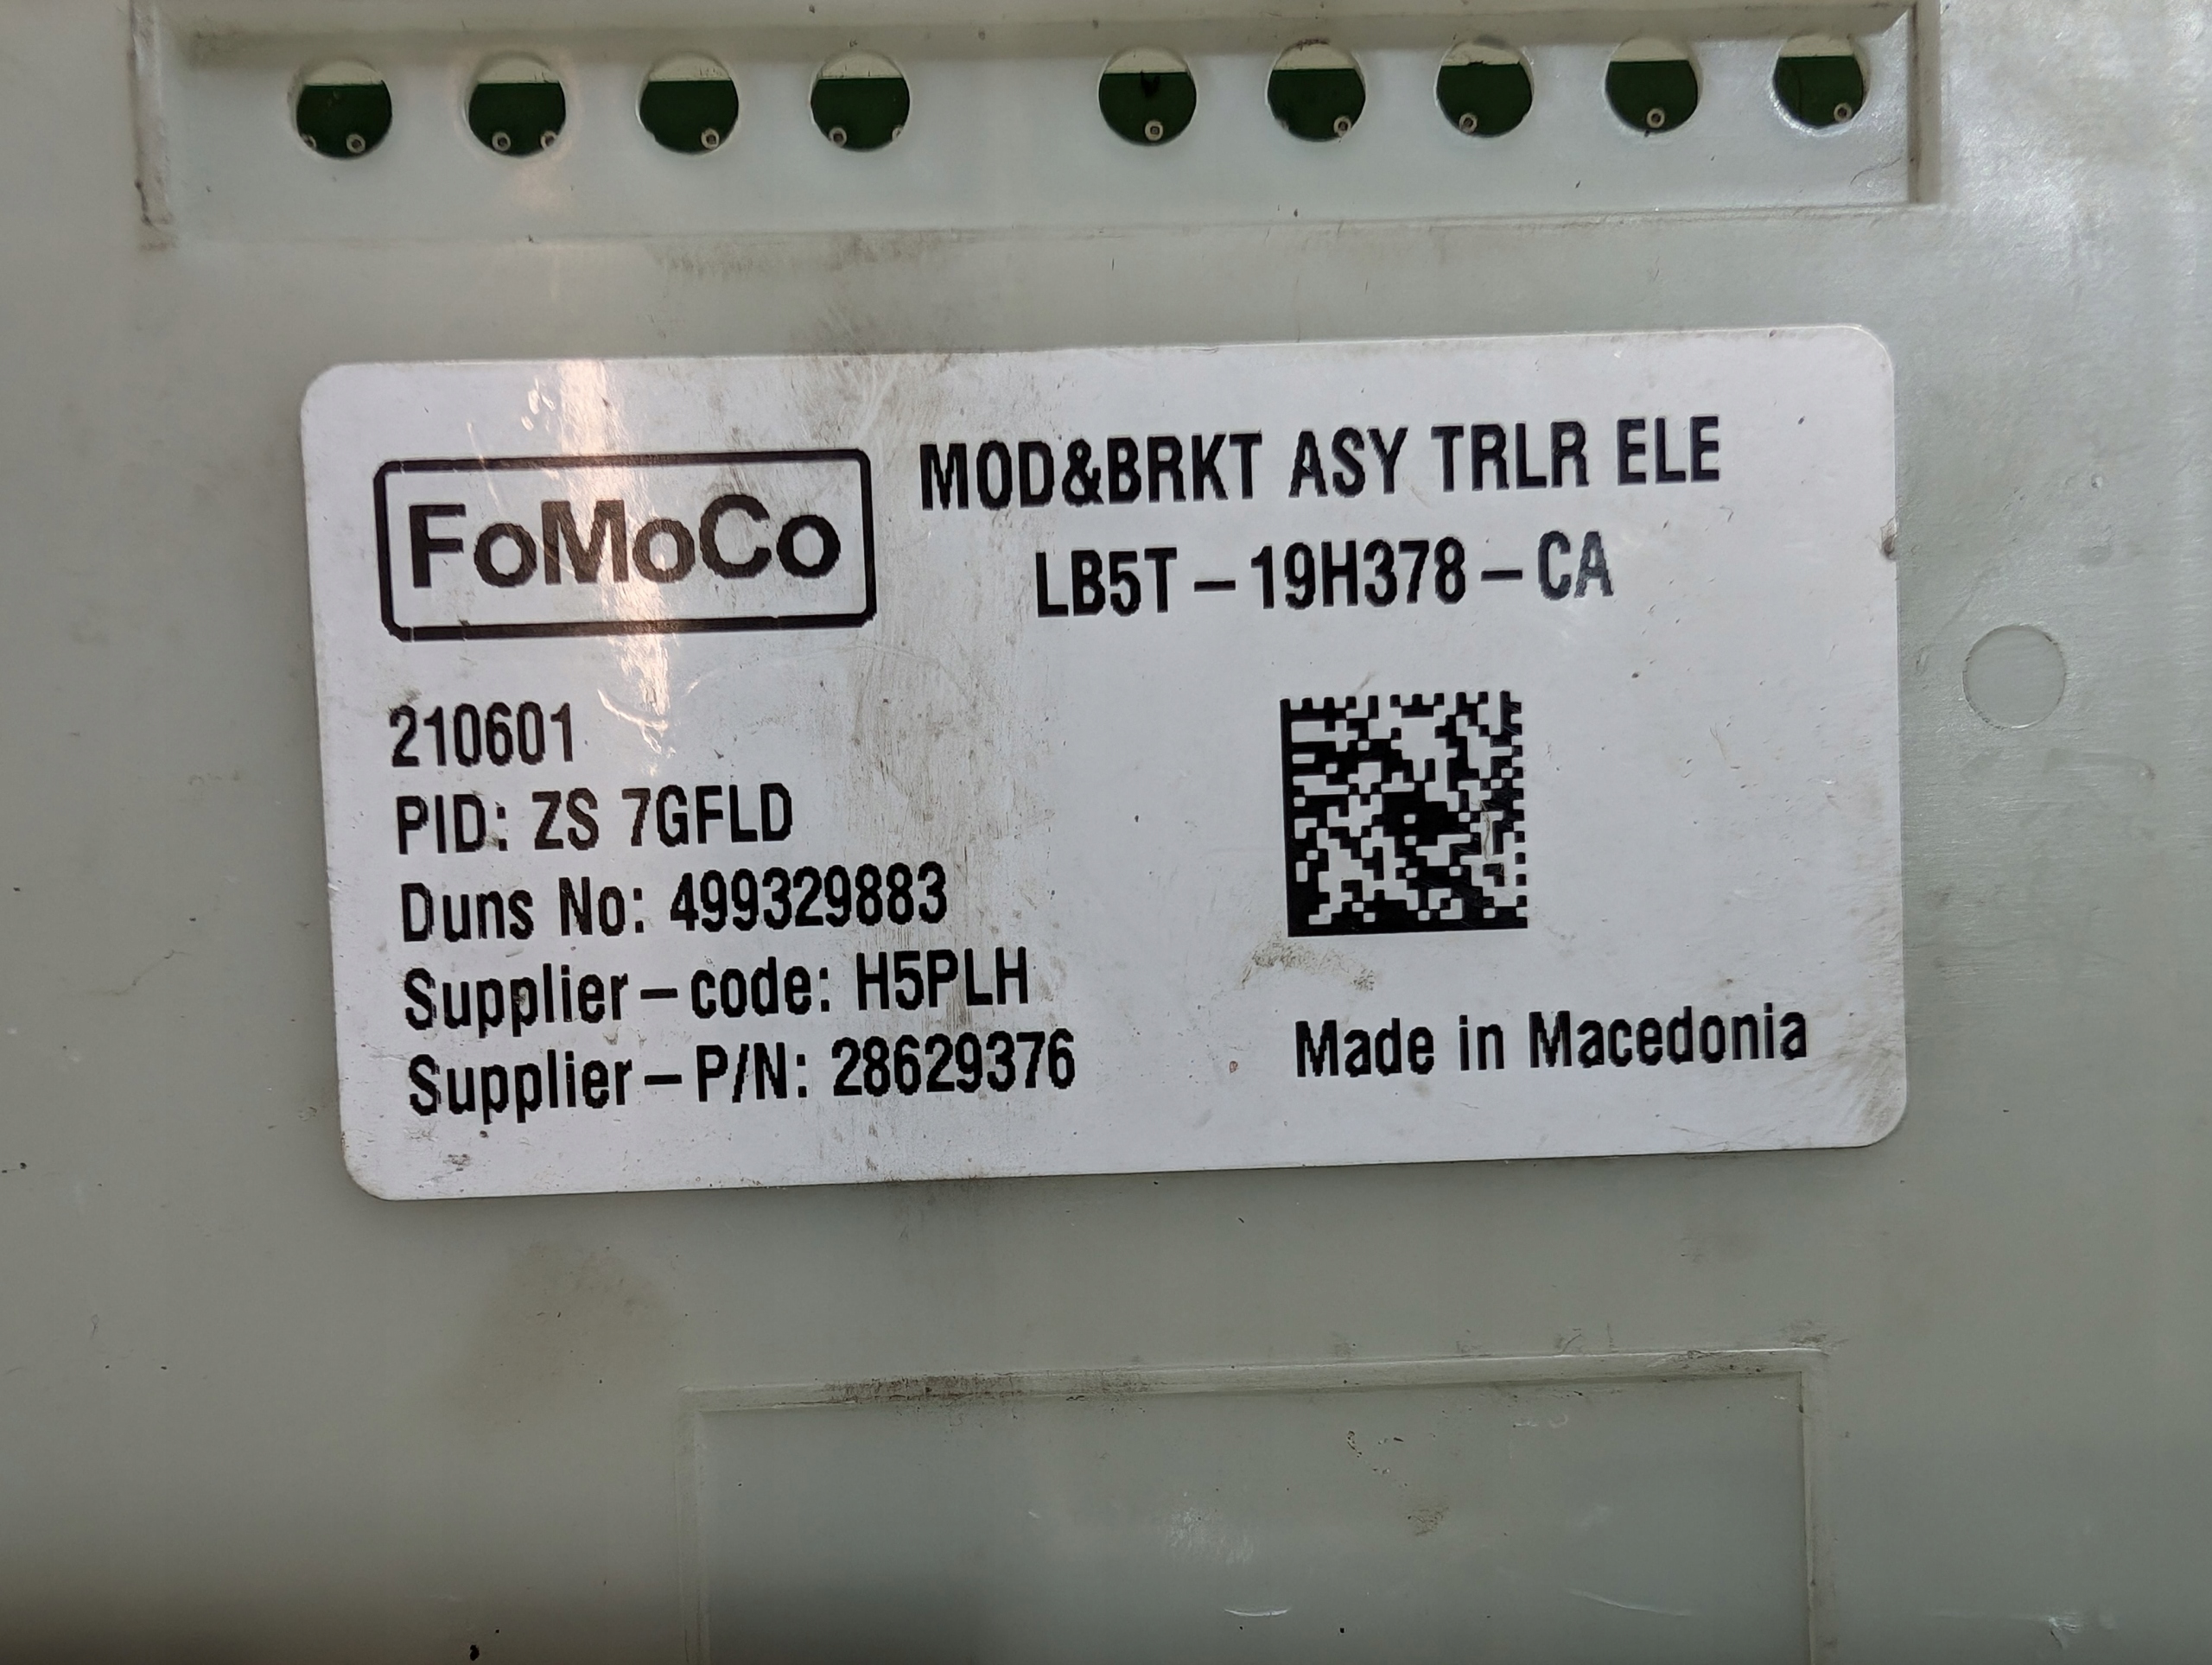 FoMoCo
MOD&BRKT ASY TRLR ELE
LB5T-19H378-CA
210601
PID: ZS 7GFLD
Duns No: 499329883
Supplier-code: H5PLH
Supplier-P/N: 28629376
Made in Macedonia